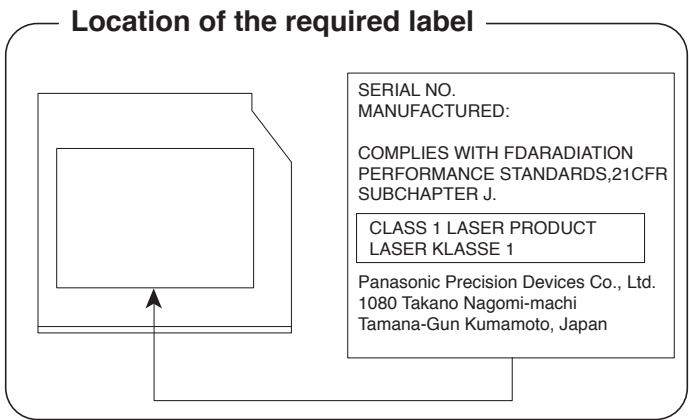 Location of the required label
SERIAL NO.
MANUFACTURED:
COMPLIES WITH FDARADIATION
PERFORMANCE STANDARDS,21CFR
SUBCHAPTER J.
CLASS 1 LASER PRODUCT
LASER KLASSE 1
Panasonic Precision Devices Co., Ltd.
1080 Takano Nagomi-machi
Tamana-Gun Kumamoto, Japan